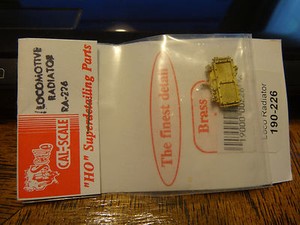 LOCOMOTIVE
RADIATOR
RA-226
CAL-SCALE
"HO" Superdetailing Parts
The finest detail
Brass
Loco Radiator
190-226